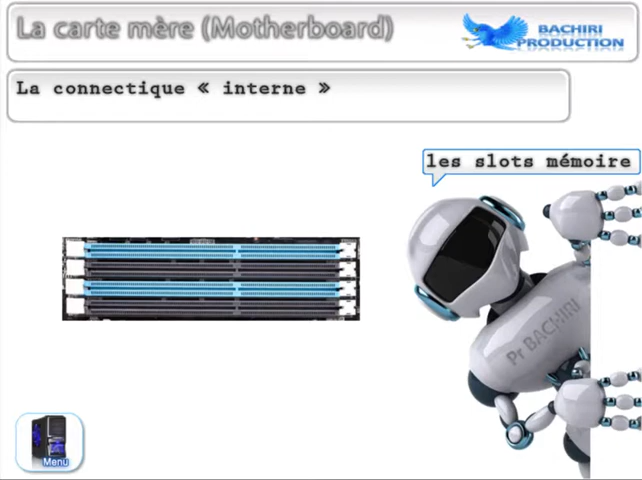 La carte mère (Motherboard)
BACHIRI
PRODUCTION
La connectique « interne »
les slots mémoire
Pr BACHIRI
Menu